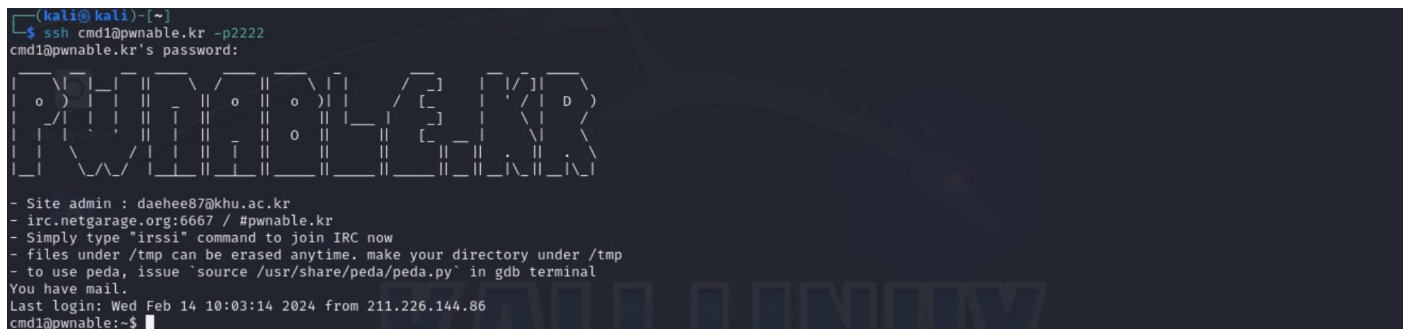 ┌──(kali㉿kali)-[~]
└─$ ssh cmd1@pwnable.kr -p2222
cmd1@pwnable.kr's password:
PWNABLE.KR
- Site admin : daehee87@khu.ac.kr
- irc.netgarage.org:6667 / #pwnable.kr
- Simply type "irssi" command to join IRC now
- files under /tmp can be erased anytime. make your directory under /tmp
- to use peda, issue `source /usr/share/peda/peda.py` in gdb terminal
You have mail.
Last login: Wed Feb 14 10:03:14 2024 from 211.226.144.86
cmd1@pwnable:~$